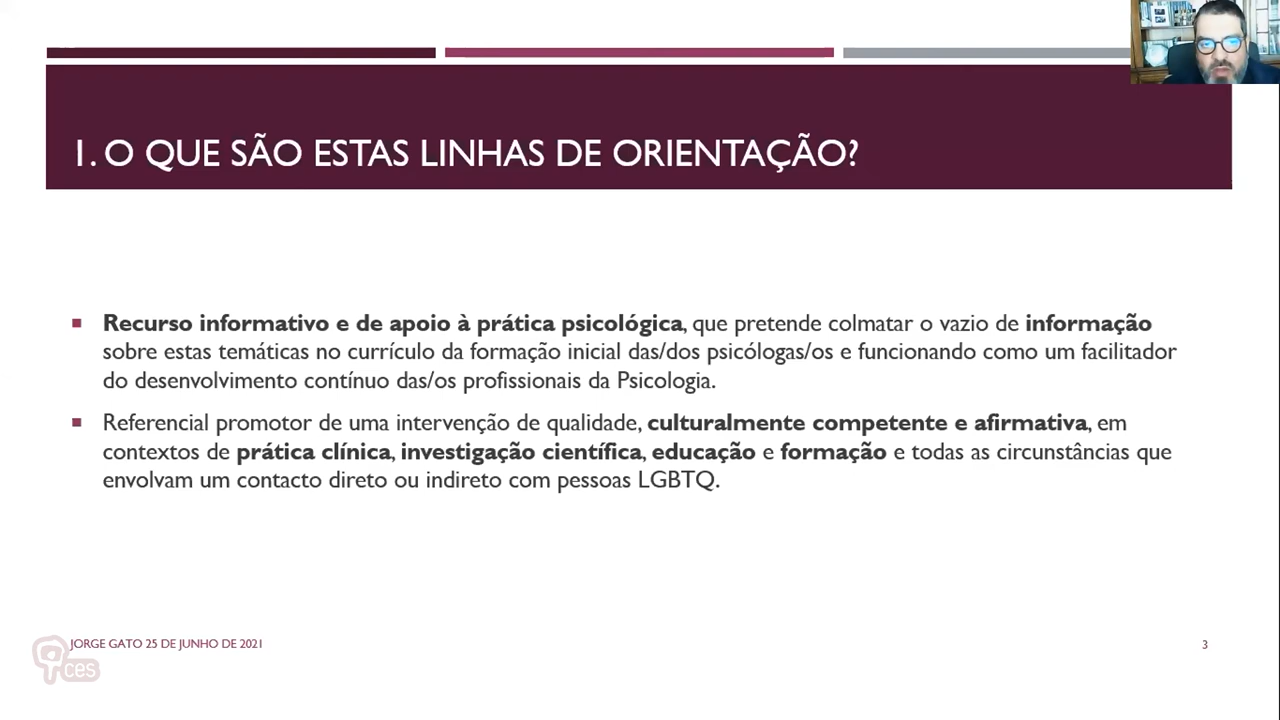 1. O QUE SÃO ESTAS LINHAS DE ORIENTAÇÃO?
▪ Recurso informativo e de apoio à prática psicológica, que pretende colmatar o vazio de informação
sobre estas temáticas no currículo da formação inicial das/dos psicólogas/os e funcionando como um facilitador
do desenvolvimento contínuo das/os profissionais da Psicologia.
▪ Referencial promotor de uma intervenção de qualidade, culturalmente competente e afirmativa, em
contextos de prática clínica, investigação científica, educação e formação e todas as circunstâncias que
envolvam um contacto direto ou indireto com pessoas LGBTQ.
JORGE GATO 25 DE JUNHO DE 2021
3
ces